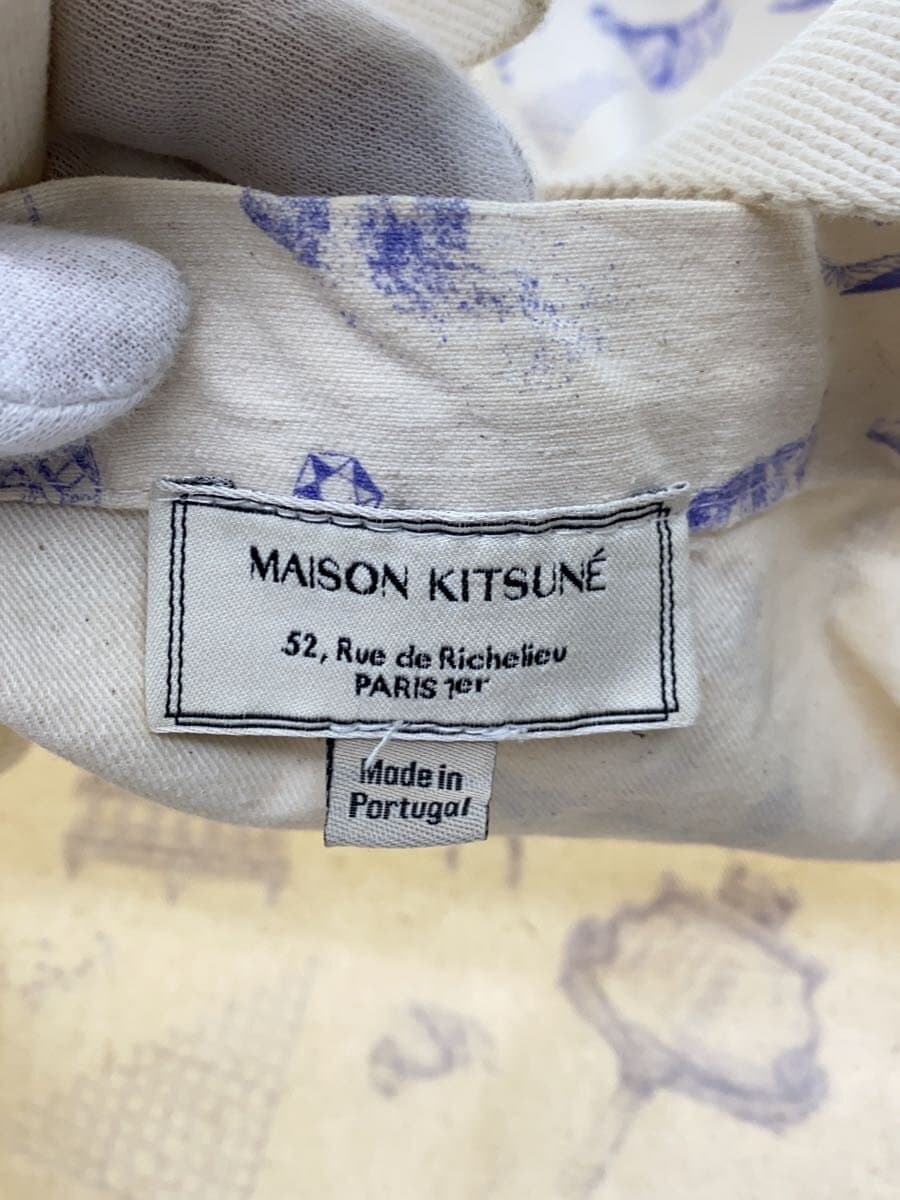 MAISON KITSUNÉ
52, Rue de Richelieu
PARIS 1er
Made in
Portugal